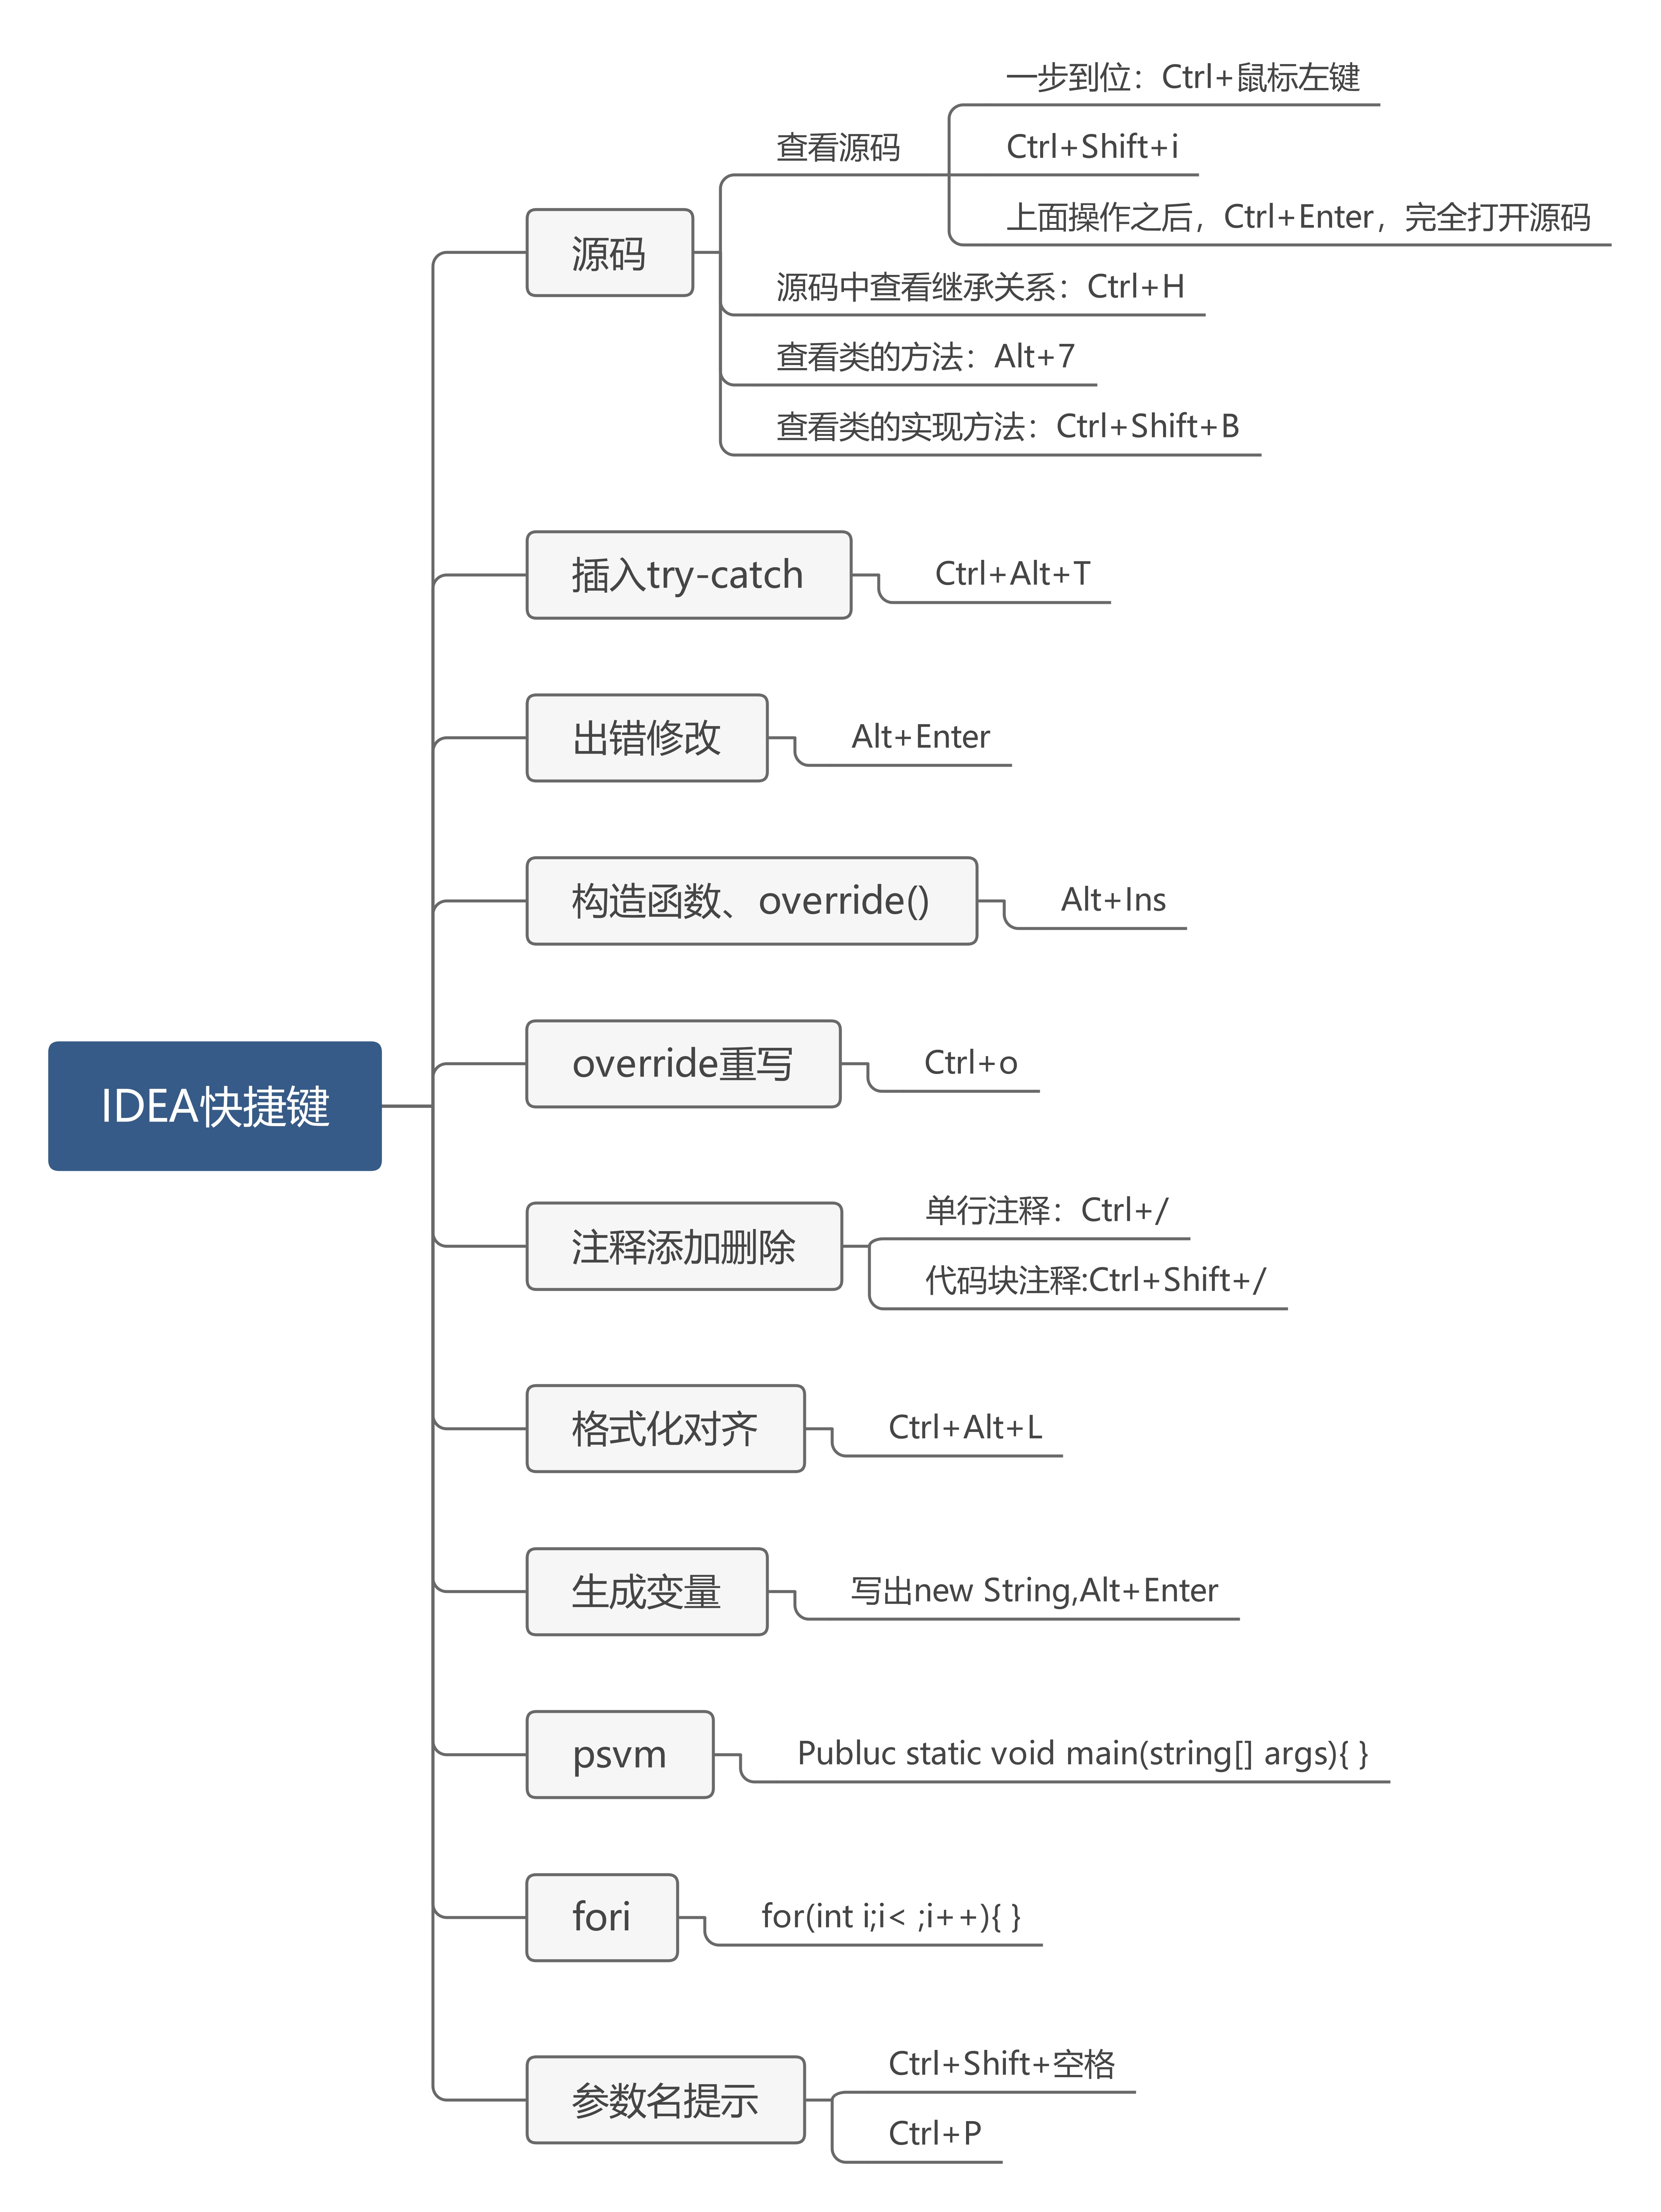 IDEA快捷键
源码
查看源码
一步到位：Ctrl+鼠标左键
Ctrl+Shift+i
上面操作之后，Ctrl+Enter，完全打开源码
源码中查看继承关系：Ctrl+H
查看类的方法：Alt+7
查看类的实现方法：Ctrl+Shift+B
插入try-catch
Ctrl+Alt+T
出错修改
Alt+Enter
构造函数、override()
Alt+Ins
override重写
Ctrl+o
注释添加删除
单行注释：Ctrl+/
代码块注释:Ctrl+Shift+/
格式化对齐
Ctrl+Alt+L
生成变量
写出new String,Alt+Enter
psvm
Publuc static void main(string[] args){ }
fori
for(int i;i< ;i++){ }
参数名提示
Ctrl+Shift+空格
Ctrl+P